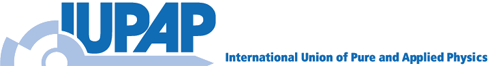 IUPAP
International Union of Pure and Applied Physics